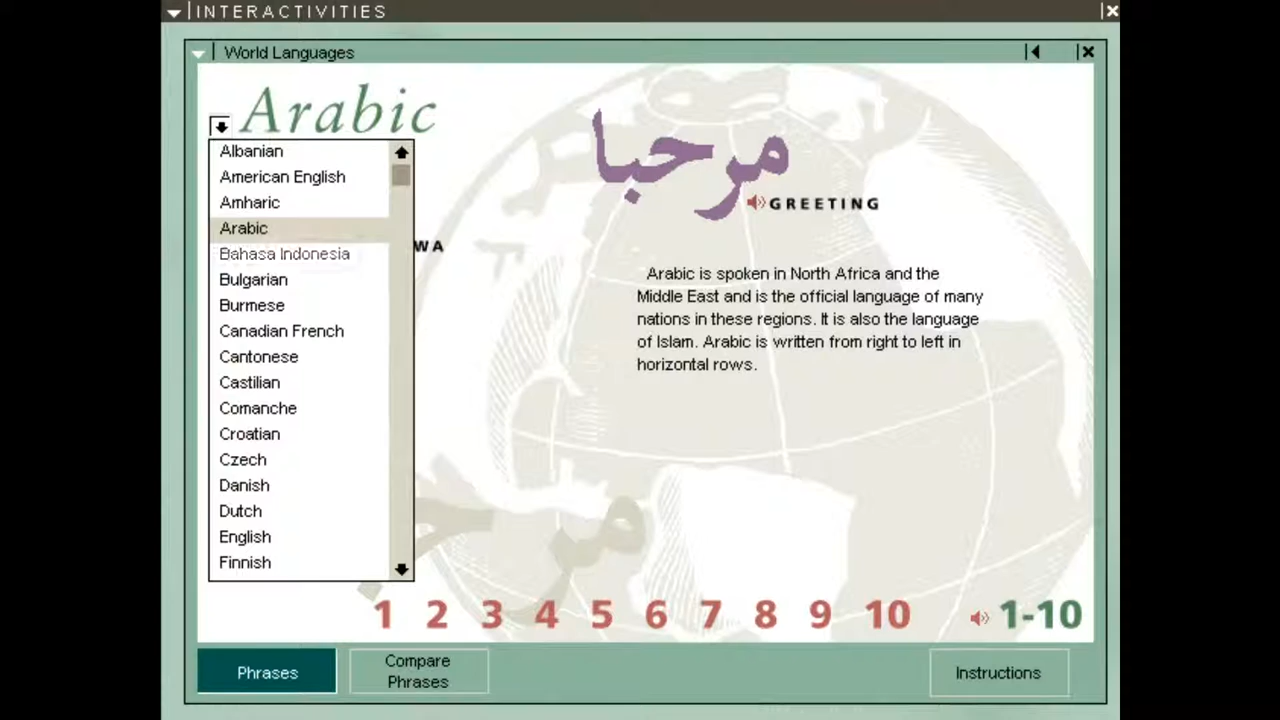 INTERACTIVITIES
World Languages
Arabic
مرحبا
GREETING
Albanian
American English
Amharic
Arabic
Bahasa Indonesia
Bulgarian
Burmese
Canadian French
Cantonese
Castilian
Comanche
Croatian
Czech
Danish
Dutch
English
Finnish
WA
Arabic is spoken in North Africa and the
Middle East and is the official language of many
nations in these regions. It is also the language
of Islam. Arabic is written from right to left in
horizontal rows.
1 2 3 4 5 6 7 8 9 10
1-10
Phrases
Compare
Phrases
Instructions